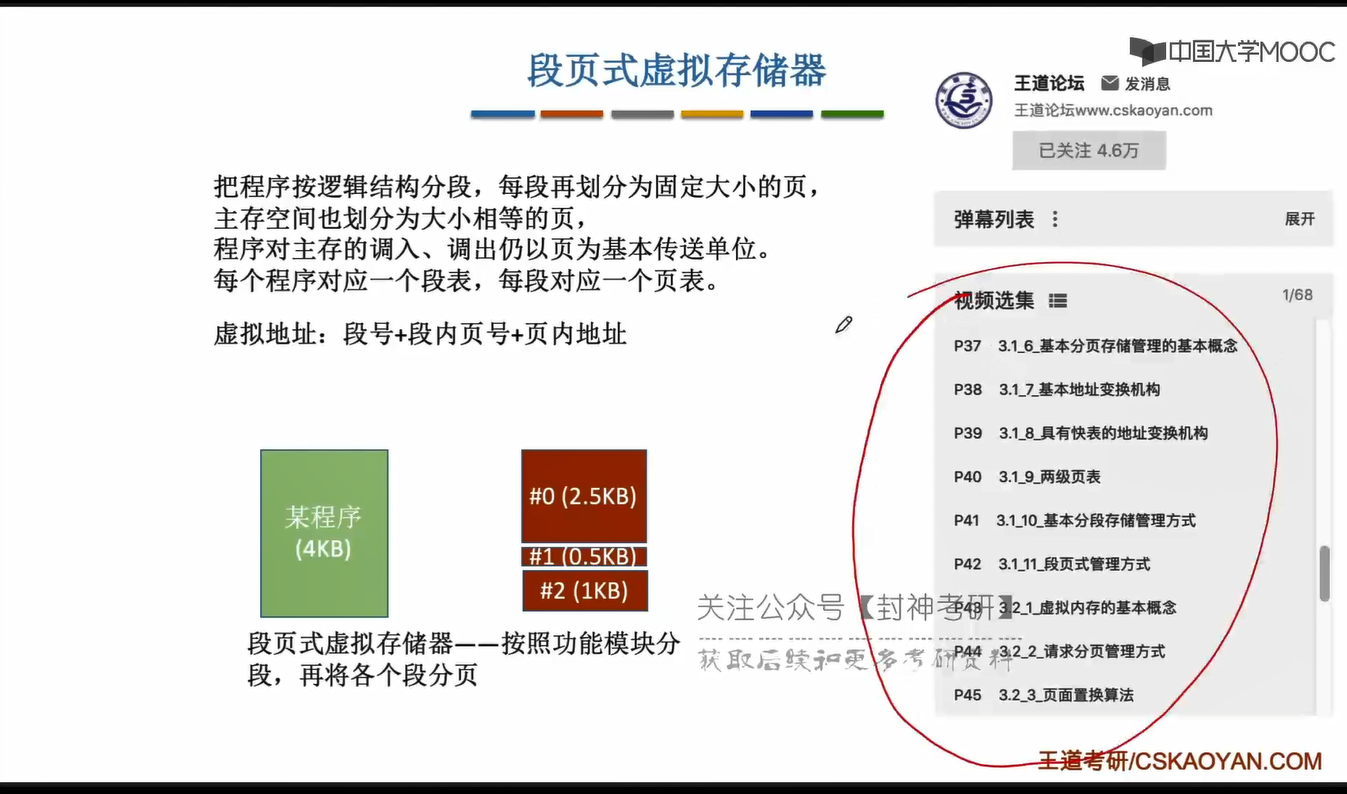 段页式虚拟存储器
中国大学MOOC
王道论坛 发消息
王道论坛www.cskaoyan.com
已关注 4.6万
把程序按逻辑结构分段，每段再划分为固定大小的页，
主存空间也划分为大小相等的页，
程序对主存的调入、调出仍以页为基本传送单位。
每个程序对应一个段表，每段对应一个页表。
虚拟地址：段号+段内页号+页内地址
某程序
(4KB)
#0 (2.5KB)
#1 (0.5KB)
#2 (1KB)
段页式虚拟存储器——按照功能模块分
段，再将各个段分页
弹幕列表 展开
视频选集 1/68
P37 3.1_6_基本分页存储管理的基本概念
P38 3.1_7_基本地址变换机构
P39 3.1_8_具有快表的地址变换机构
P40 3.1_9_两级页表
P41 3.1_10_基本分段存储管理方式
P42 3.1_11_段页式管理方式
P43 3.2_1_虚拟内存的基本概念
P44 3.2_2_请求分页管理方式
P45 3.2_3_页面置换算法
关注公众号【封神考研】
获取后续和更多考研资料
王道考研/CSKAOYAN.COM